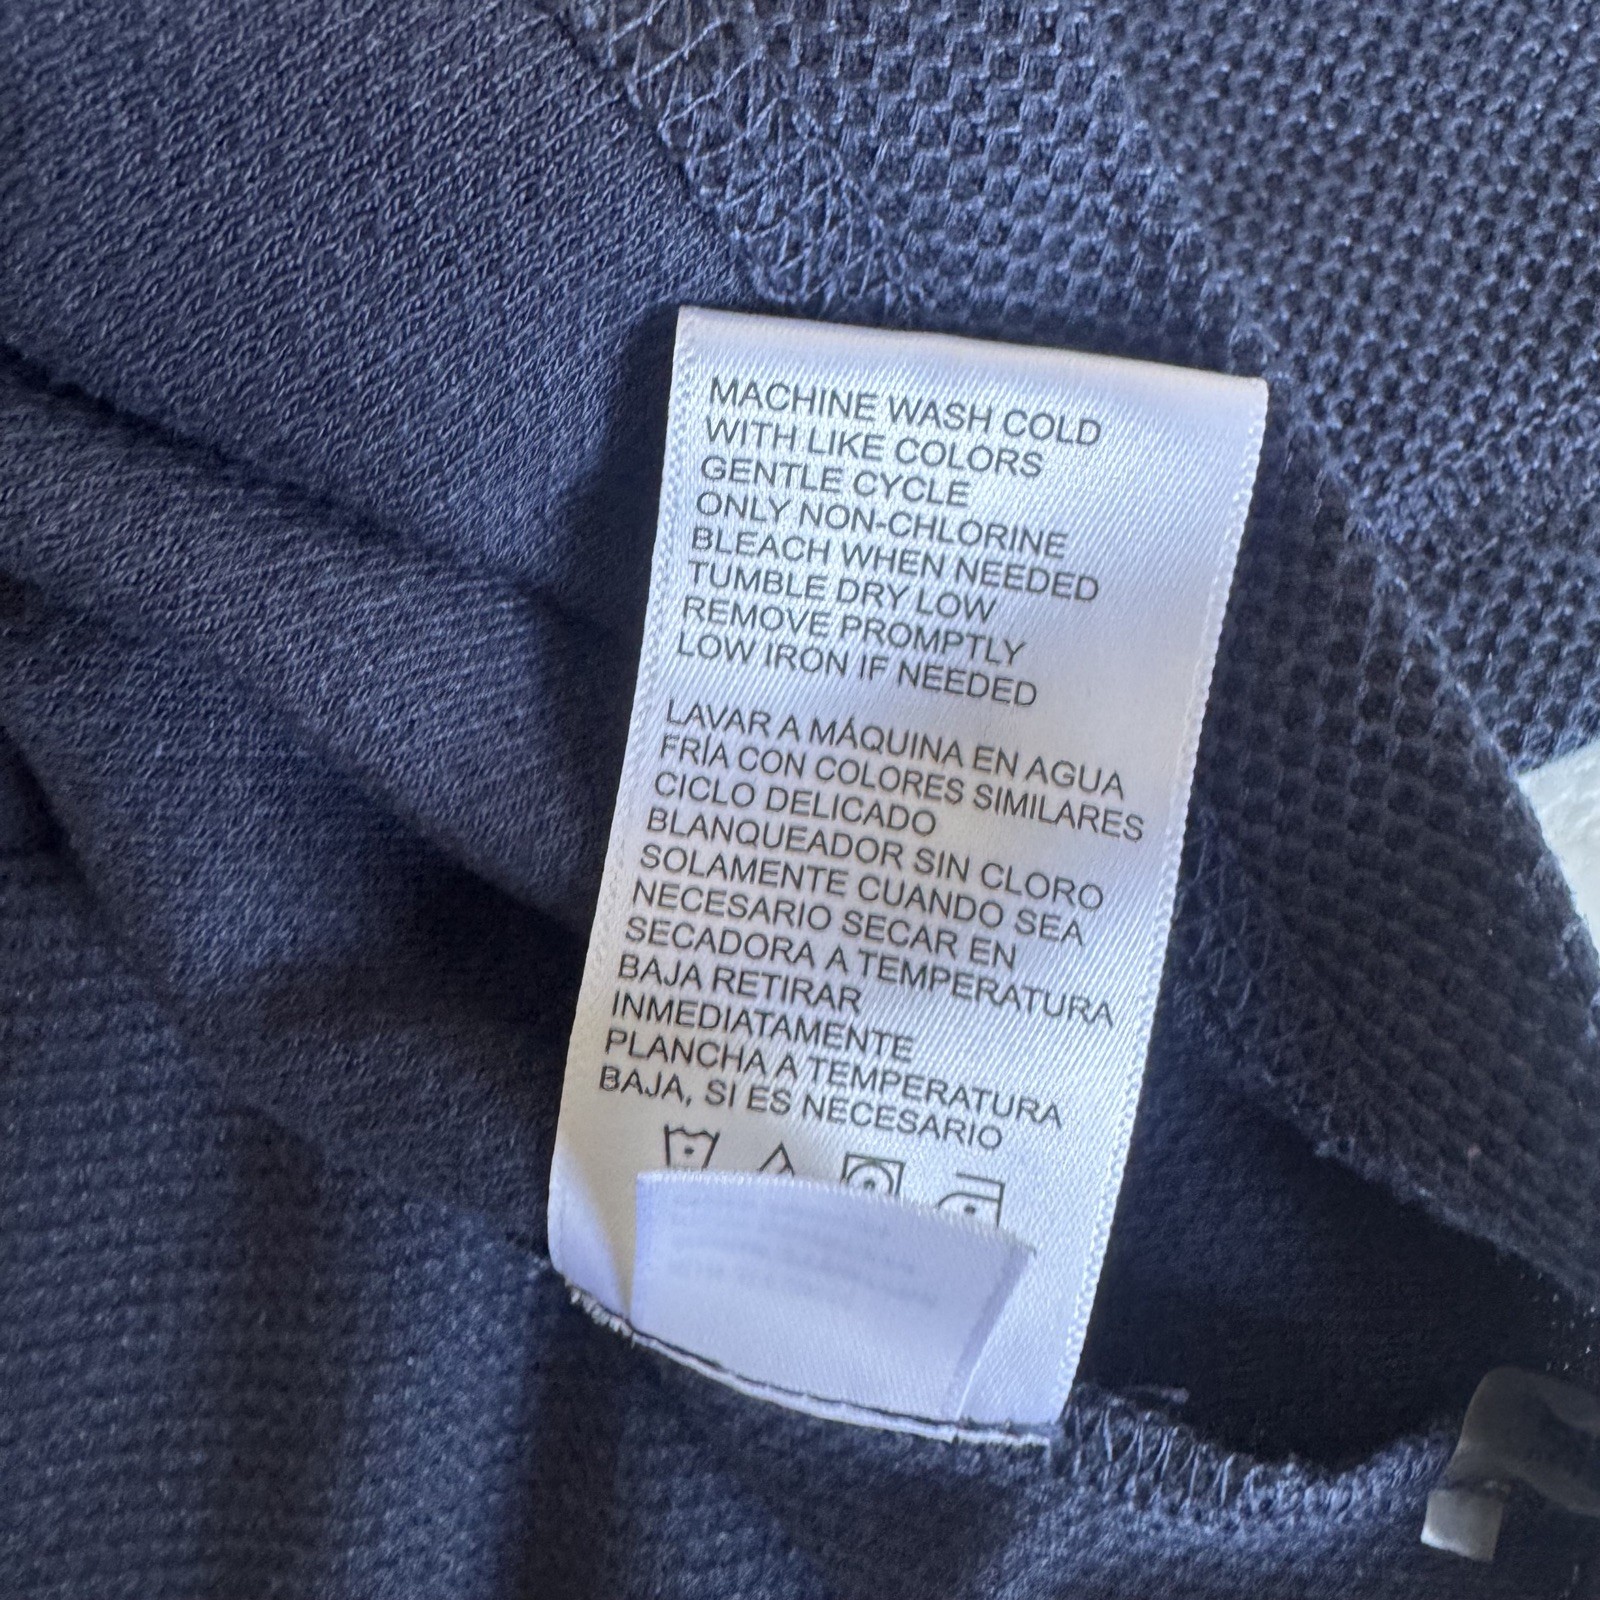 MACHINE WASH COLD
WITH LIKE COLORS
GENTLE CYCLE
ONLY NON-CHLORINE
BLEACH WHEN NEEDED
TUMBLE DRY LOW
REMOVE PROMPTLY
LOW IRON IF NEEDED
LAVAR A MÁQUINA EN AGUA
FRÍA CON COLORES SIMILARES
CICLO DELICADO
BLANQUEADOR SIN CLORO
SOLAMENTE CUANDO SEA
NECESARIO SECAR EN
SECADORA A TEMPERATURA
BAJA RETIRAR
INMEDIATAMENTE
PLANCHA A TEMPERATURA
BAJA, SI ES NECESARIO